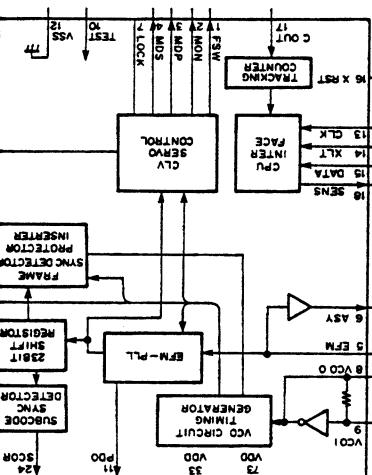 VCOI
9
8 VCO O
5 EFM
6 ASY
73
VDD
33
VDD
VCO CIRCUIT
TIMING
GENERATOR
11
PDO
EFM-PLL
24
SCOR
SUBCODE
SYNC
DETECTOR
23BIT
SHIFT
REGISTOR
FRAME
SYNC DETECTOR
PROTECTOR
INSERTER
18 SENS
15 DATA
14 XLT
13 CLK
16 X RST
CPU
INTER
FACE
TRACKING
COUNTER
C OUT
17
CLV
SERVO
CONTROL
FSW
1
MON
2
MDP
3
MDS
4
LOCK
7
TEST
10
VSS
12